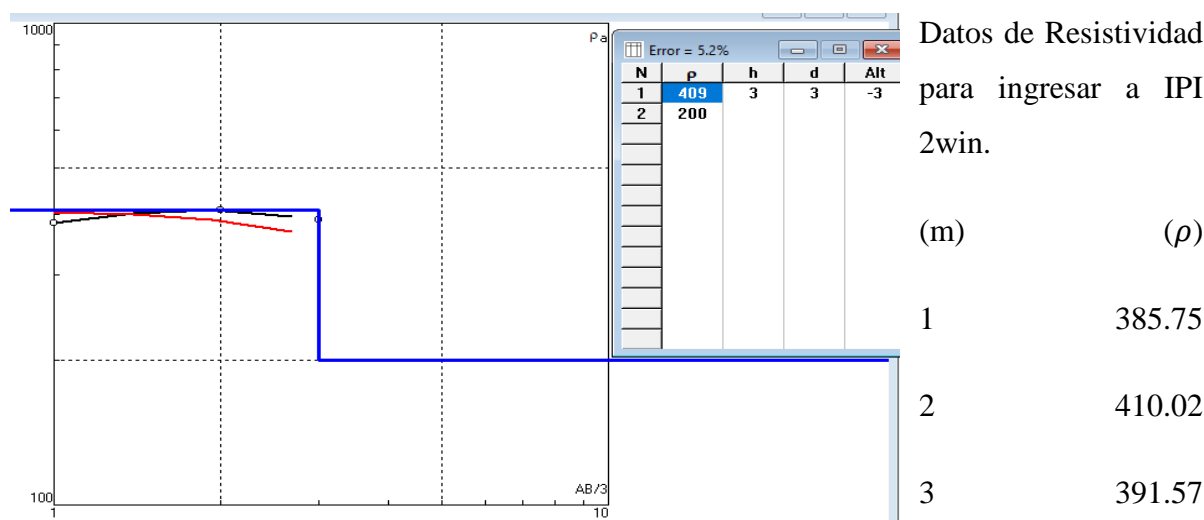 1000
ρa
Error = 5.2%
N ρ h d Alt
1 409 3 3 -3
2 200
100
AB/3
1 10
Datos de Resistividad
para ingresar a IPI
2win.
(m) (ρ)
1 385.75
2 410.02
3 391.57